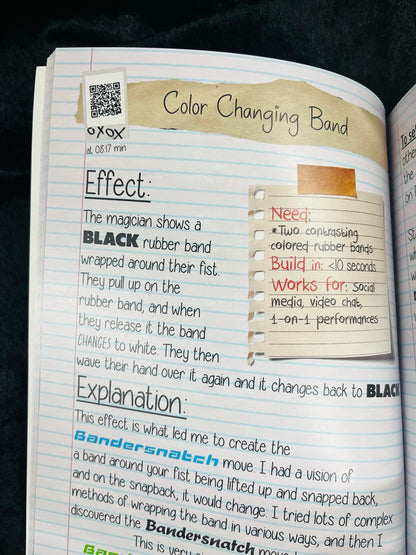 Color Changing Band
OXOX
at 08:17 min
Effect:
The magician shows a
BLACK rubber band
wrapped around their fist.
They pull up on the
rubber band, and when
they release it, the band
CHANGES to white. They then
wave their hand over it again and it changes back to BLACK
Need:
*Two contrasting
colored rubber bands
Build in: <10 seconds
Works for: Social
media, video chat,
1-on-1 performances
Explanation:
This effect is what led me to create the
Bandersnatch move. I had a vision of
a band around your fist being lifted up and snapped back,
and on the snapback, it would change. I tried lots of complex
methods of wrapping the band in various ways, and then I
discovered the Bandersnatch move
This is very
To sel
othe
the